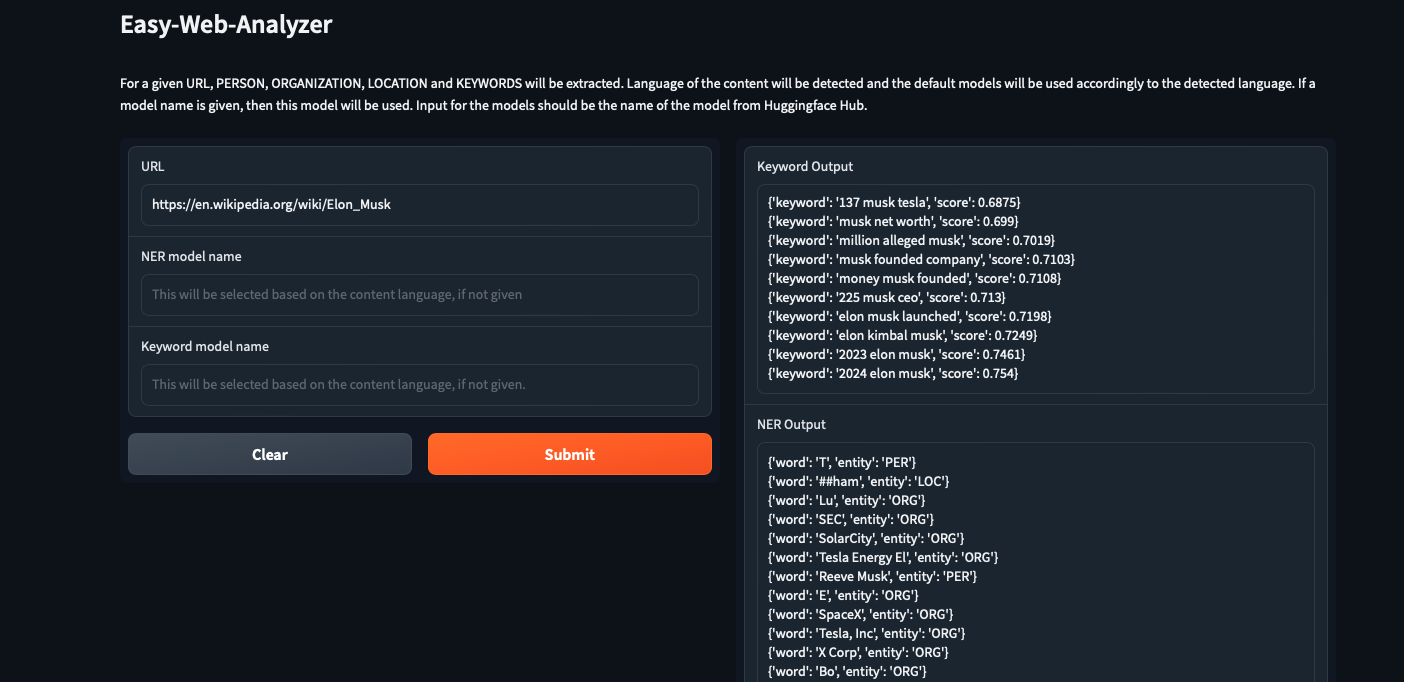 Easy-Web-Analyzer
For a given URL, PERSON, ORGANIZATION, LOCATION and KEYWORDS will be extracted. Language of the content will be detected and the default models will be used accordingly to the detected language. If a
model name is given, then this model will be used. Input for the models should be the name of the model from Huggingface Hub.
URL
https://en.wikipedia.org/wiki/Elon_Musk
NER model name
This will be selected based on the content language, if not given
Keyword model name
This will be selected based on the content language, if not given.
Clear
Submit
Keyword Output
{'keyword': '137 musk tesla', 'score': 0.6875}
{'keyword': 'musk net worth', 'score': 0.699}
{'keyword': 'million alleged musk', 'score': 0.7019}
{'keyword': 'musk founded company', 'score': 0.7103}
{'keyword': 'money musk founded', 'score': 0.7108}
{'keyword': '225 musk ceo', 'score': 0.713}
{'keyword': 'elon musk launched', 'score': 0.7198}
{'keyword': 'elon kimbal musk', 'score': 0.7249}
{'keyword': '2023 elon musk', 'score': 0.7461}
{'keyword': '2024 elon musk', 'score': 0.754}
NER Output
{'word': 'T', 'entity': 'PER'}
{'word': '##ham', 'entity': 'LOC'}
{'word': 'Lu', 'entity': 'ORG'}
{'word': 'SEC', 'entity': 'ORG'}
{'word': 'SolarCity', 'entity': 'ORG'}
{'word': 'Tesla Energy El', 'entity': 'ORG'}
{'word': 'Reeve Musk', 'entity': 'PER'}
{'word': 'E', 'entity': 'ORG'}
{'word': 'SpaceX', 'entity': 'ORG'}
{'word': 'Tesla, Inc', 'entity': 'ORG'}
{'word': 'X Corp', 'entity': 'ORG'}
{'word': 'Bo', 'entity': 'ORG'}